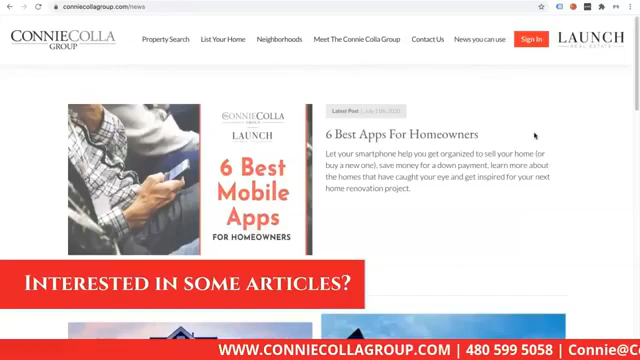 conniecollagroup.com/news
CONNIE COLLA
GROUP
Property Search
List Your Home
Neighborhoods
Meet The Connie Colla Group
Contact Us
News you can use
Sign In
LAUNCH
REAL ESTATE
CONNIE COLLA
GROUP
LAUNCH
6 Best
Mobile
Apps
FOR HOMEOWNERS
Latest Post | July 11th, 2020
6 Best Apps For Homeowners
Let your smartphone help you get organized to sell your home (or
buy a new one), save money for a down payment, learn more about
the homes that have caught your eye and get inspired for your next
home renovation project.
INTERESTED IN SOME ARTICLES?
WWW.CONNIECOLLAGROUP.COM | 480 599 5058 | Connie@C